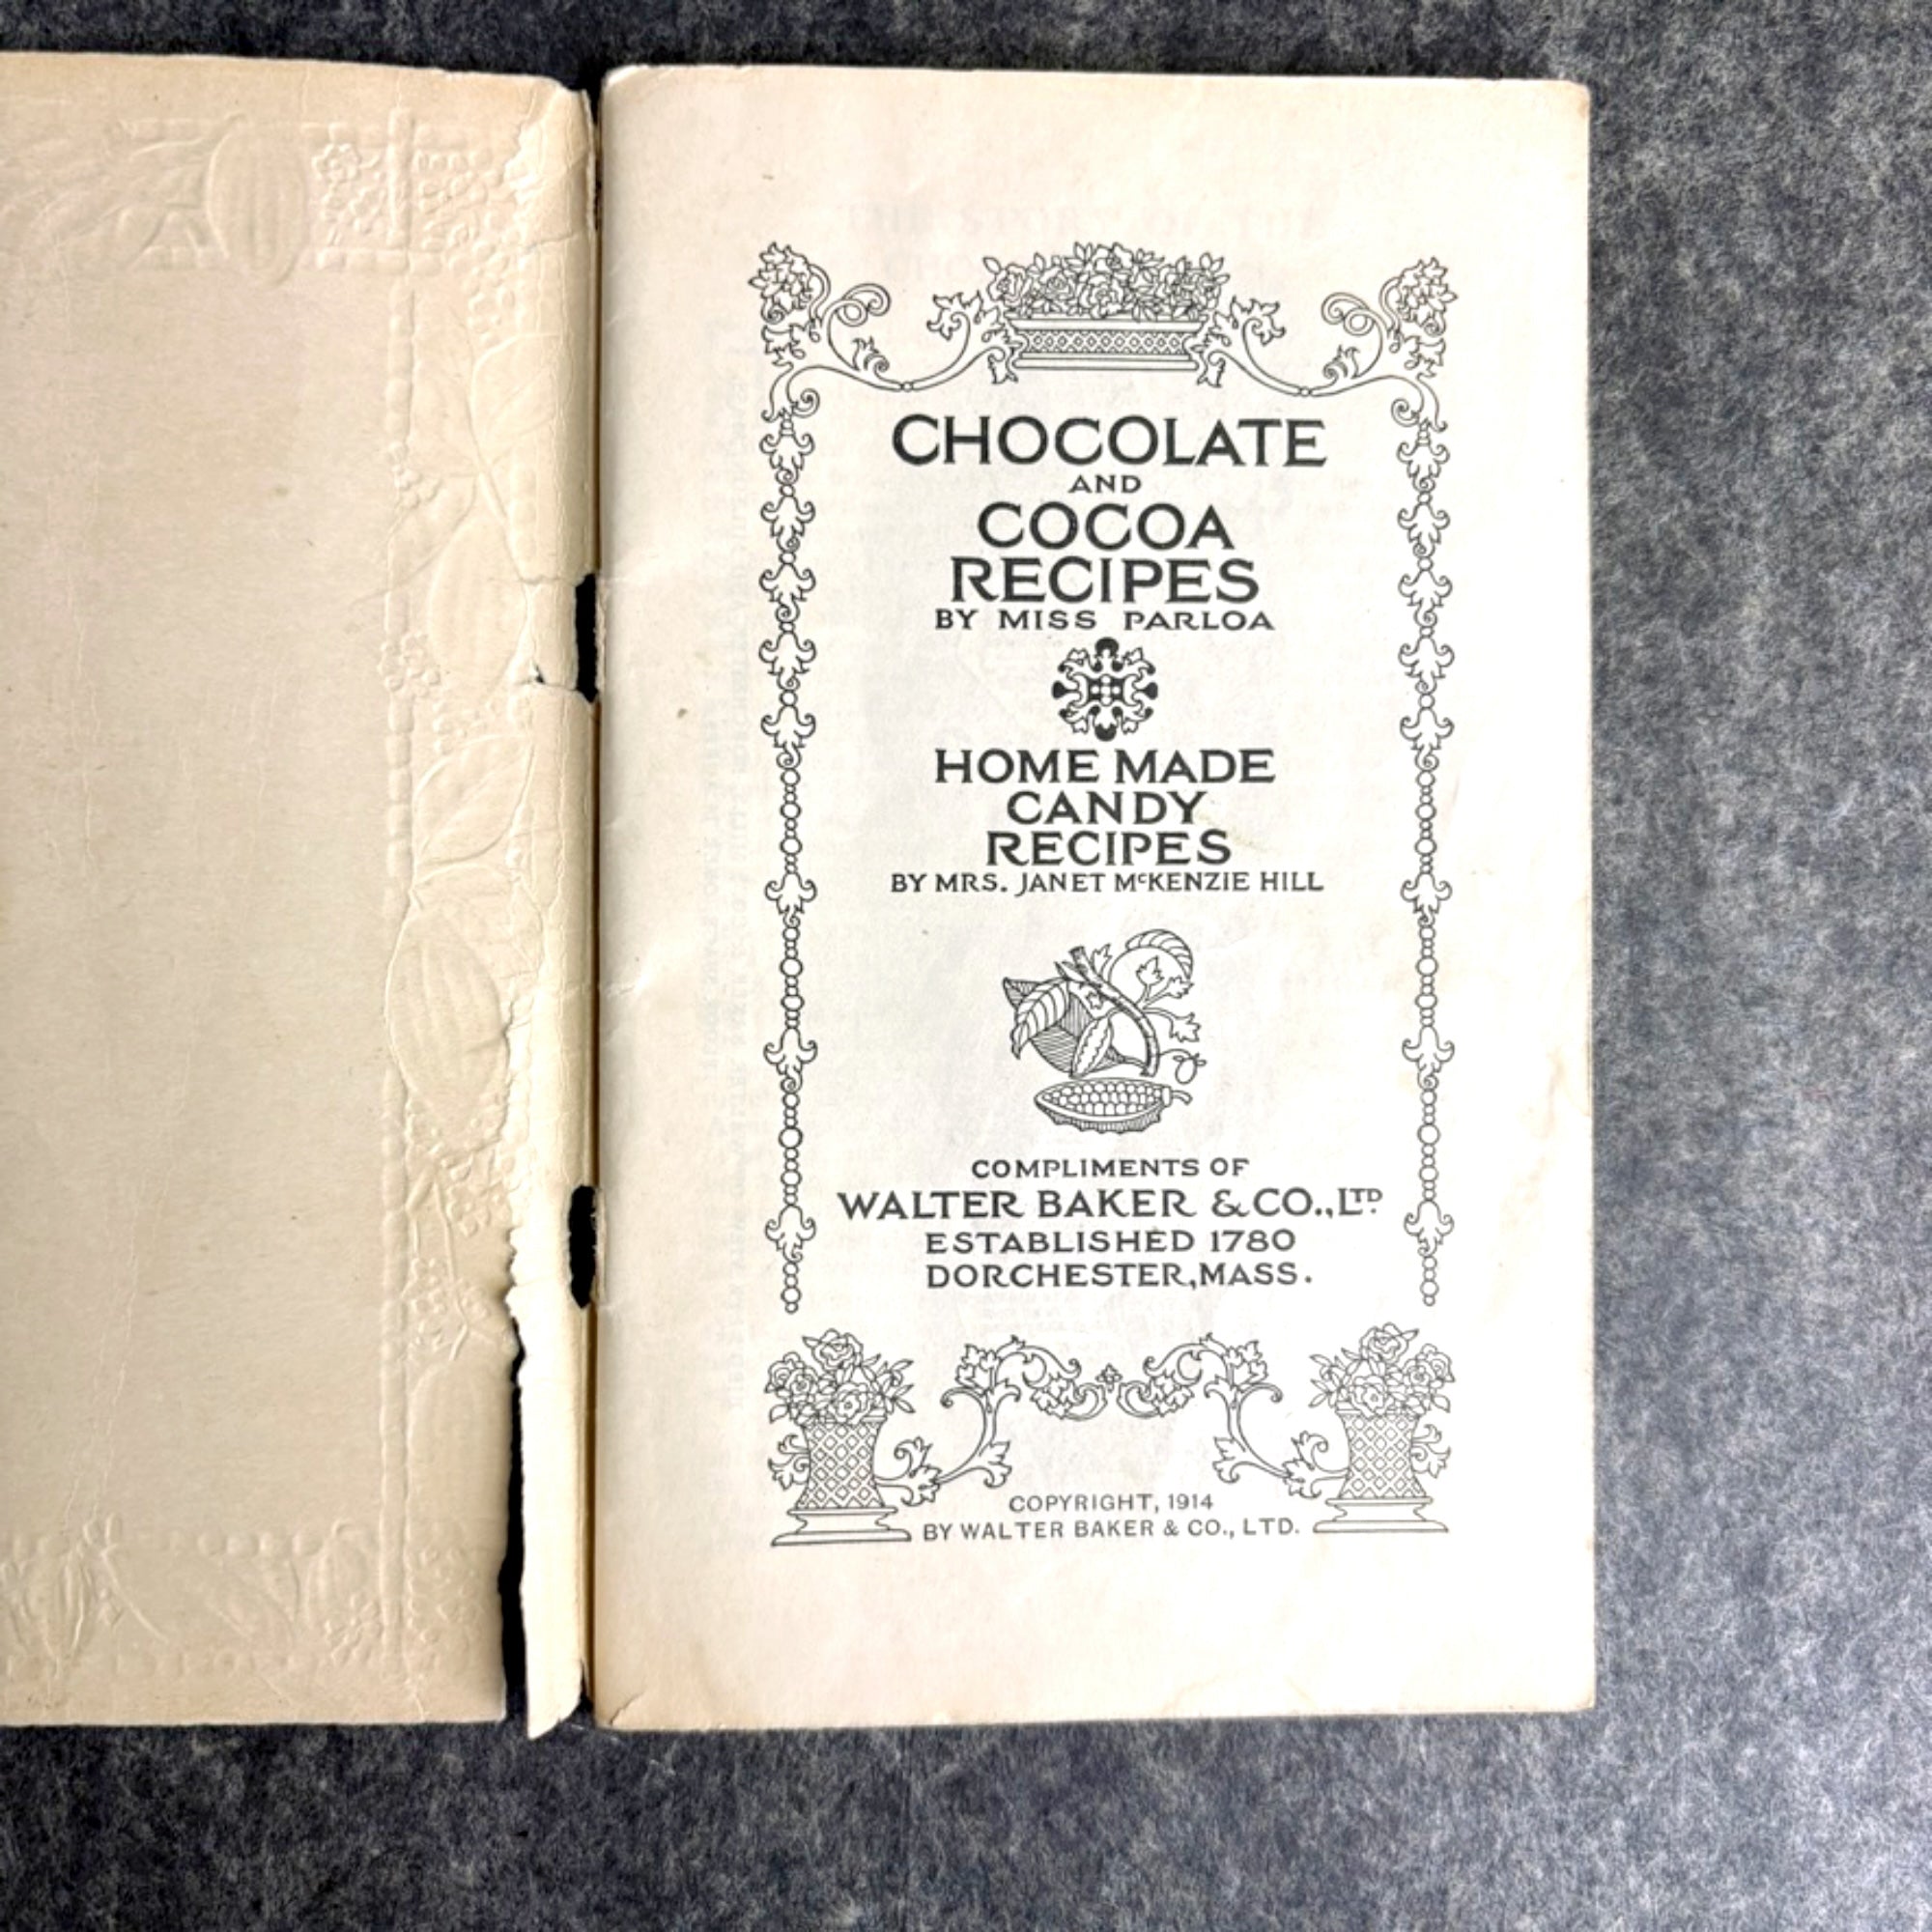 CHOCOLATE
AND
COCOA
RECIPES
BY MISS PARLOA
HOME MADE
CANDY
RECIPES
BY MRS. JANET McKENZIE HILL
COMPLIMENTS OF
WALTER BAKER & CO., LTD.
ESTABLISHED 1780
DORCHESTER, MASS.
COPYRIGHT, 1914
BY WALTER BAKER & CO., LTD.